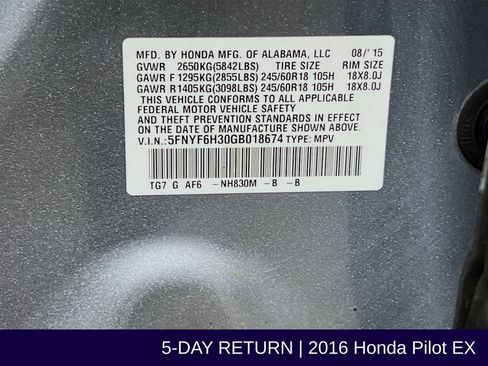 MFD. BY HONDA MFG. OF ALABAMA, LLC 08/'15
GVWR 2650KG(5842LBS) TIRE SIZE RIM SIZE
GAWR F1295KG(2855LBS)245/60R18 105H 18X8.0J
GAWR R1405KG(3098LBS)245/60R18 105H 18X8.0J
THIS VEHICLE CONFORMS TO ALL APPLICABLE
FEDERAL MOTOR VEHICLE SAFETY
AND THEFT PREVENTION STANDARDS IN EFFECT
ON THE DATE OF MANUFACTURE SHOWN ABOVE.
V.I.N.:5FNYF6H30GB018674 TYPE: MPV
TG7 G AF6 -NH830M -B -B
5-DAY RETURN | 2016 Honda Pilot EX